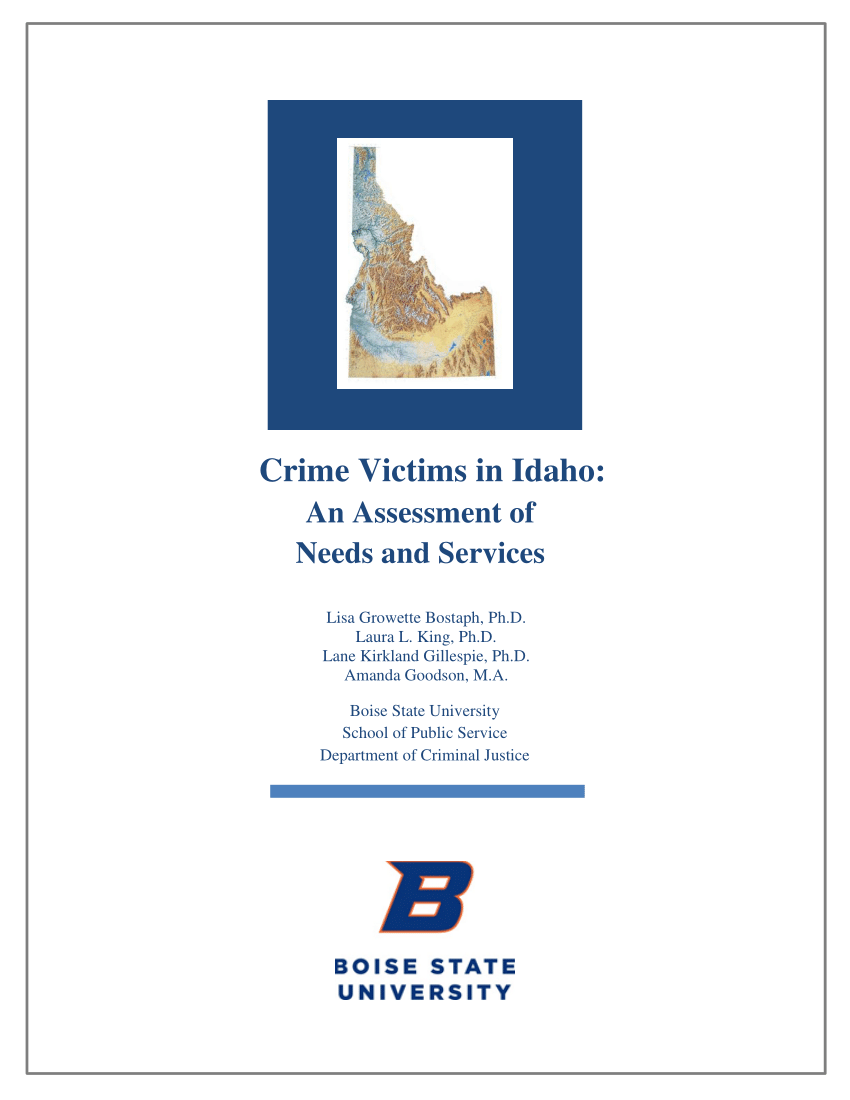 Crime Victims in Idaho:
An Assessment of
Needs and Services
Lisa Growette Bostaph, Ph.D.
Laura L. King, Ph.D.
Lane Kirkland Gillespie, Ph.D.
Amanda Goodson, M.A.
Boise State University
School of Public Service
Department of Criminal Justice
B
BOISE STATE
UNIVERSITY